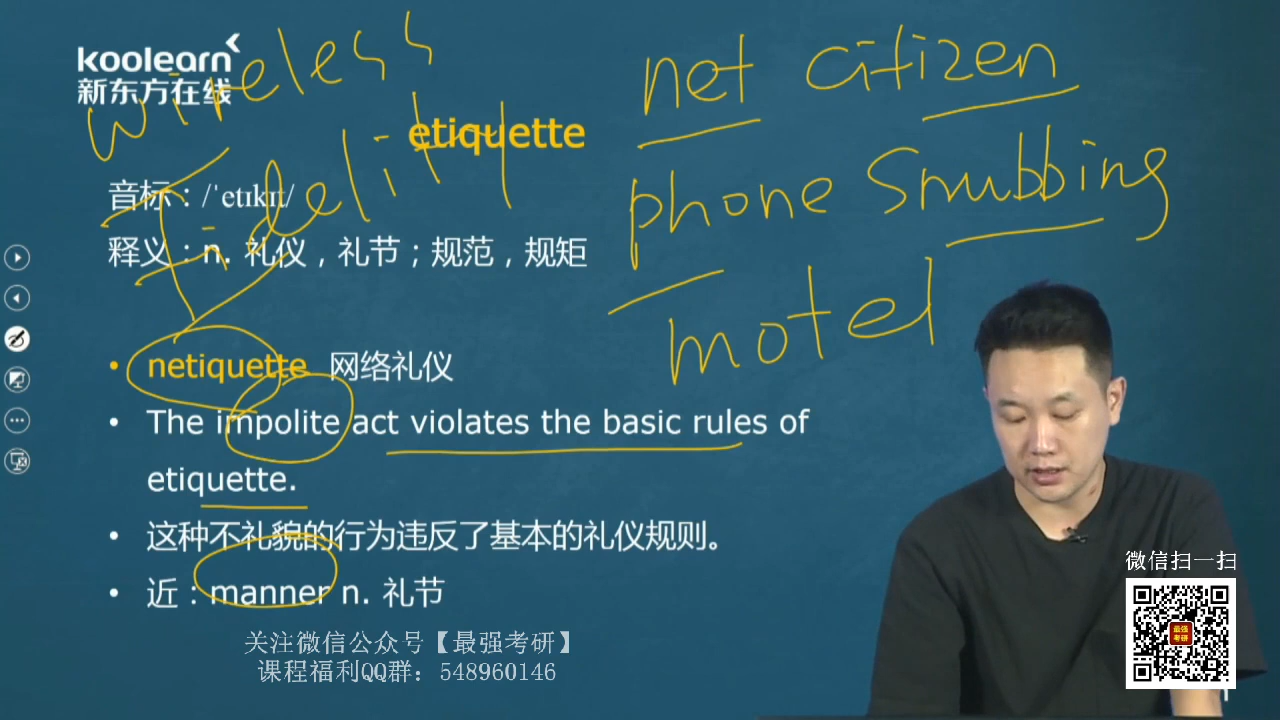 koolearn
新东方在线
wireless
fidelity
net citizen
phone snubbing
motel
etiquette
音标：/ˈetɪkɪt/
释义：n. 礼仪，礼节；规范，规矩
• netiquette 网络礼仪
• The impolite act violates the basic rules of
etiquette.
• 这种不礼貌的行为违反了基本的礼仪规则。
• 近：manner n. 礼节
微信扫一扫
最强
考研
关注微信公众号【最强考研】
课程福利QQ群：548960146